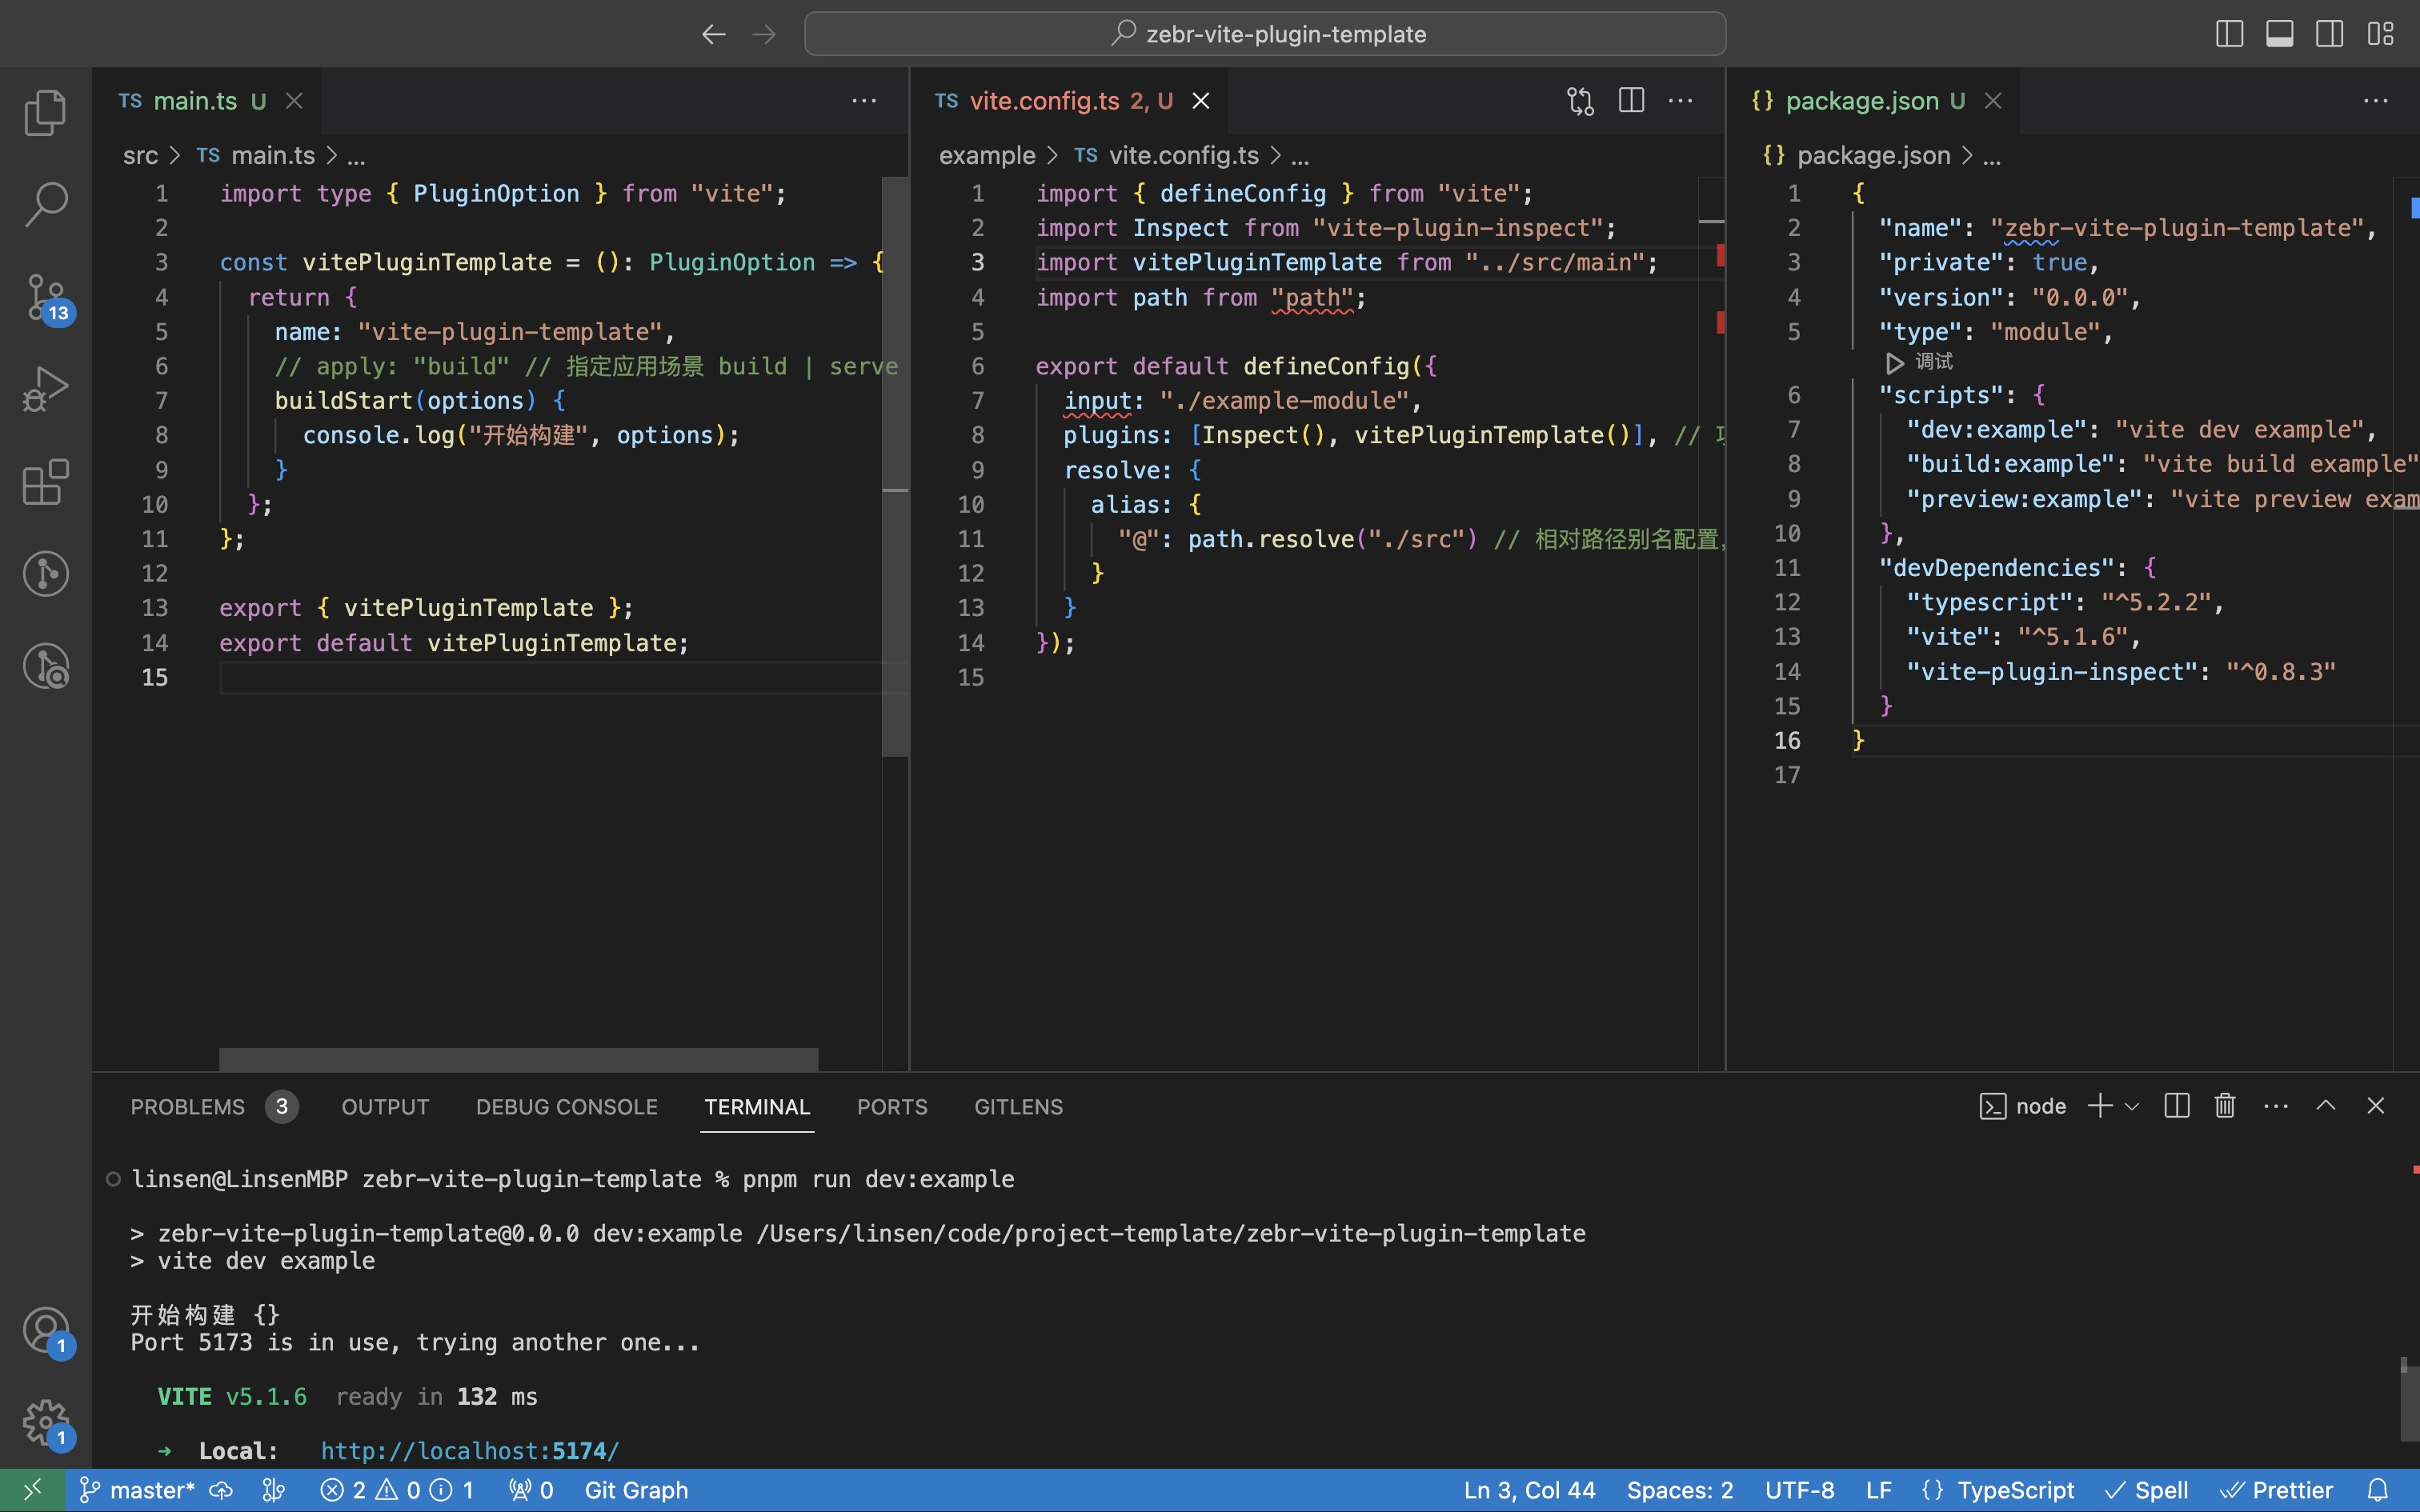 zebr-vite-plugin-template
TS main.ts U
src > TS main.ts > ...
1 import type { PluginOption } from "vite";
2
3 const vitePluginTemplate = (): PluginOption => {
4 return {
5 name: "vite-plugin-template",
6 // apply: "build" // 指定应用场景 build | serve
7 buildStart(options) {
8 console.log("开始构建", options);
9 }
10 };
11 };
12
13 export { vitePluginTemplate };
14 export default vitePluginTemplate;
15
TS vite.config.ts 2, U
example > TS vite.config.ts > ...
1 import { defineConfig } from "vite";
2 import Inspect from "vite-plugin-inspect";
3 import vitePluginTemplate from "../src/main";
4 import path from "path";
5
6 export default defineConfig({
7 input: "./example-module",
8 plugins: [Inspect(), vitePluginTemplate()], //
9 resolve: {
10 alias: {
11 "@": path.resolve("./src") // 相对路径别名配置,
12 }
13 }
14 });
15
{} package.json U
{} package.json > ...
1 {
2 "name": "zebr-vite-plugin-template",
3 "private": true,
4 "version": "0.0.0",
5 "type": "module",
调试
6 "scripts": {
7 "dev:example": "vite dev example",
8 "build:example": "vite build example"
9 "preview:example": "vite preview exam
10 },
11 "devDependencies": {
12 "typescript": "^5.2.2",
13 "vite": "^5.1.6",
14 "vite-plugin-inspect": "^0.8.3"
15 }
16 }
17
13
1
1
PROBLEMS 3 OUTPUT DEBUG CONSOLE TERMINAL PORTS GITLENS node
linsen@LinsenMBP zebr-vite-plugin-template % pnpm run dev:example
> zebr-vite-plugin-template@0.0.0 dev:example /Users/linsen/code/project-template/zebr-vite-plugin-template
> vite dev example
开始构建 {}
Port 5173 is in use, trying another one...
VITE v5.1.6 ready in 132 ms
➜ Local: http://localhost:5174/
master* 2 0 1 0 Git Graph Ln 3, Col 44 Spaces: 2 UTF-8 LF {} TypeScript Spell Prettier